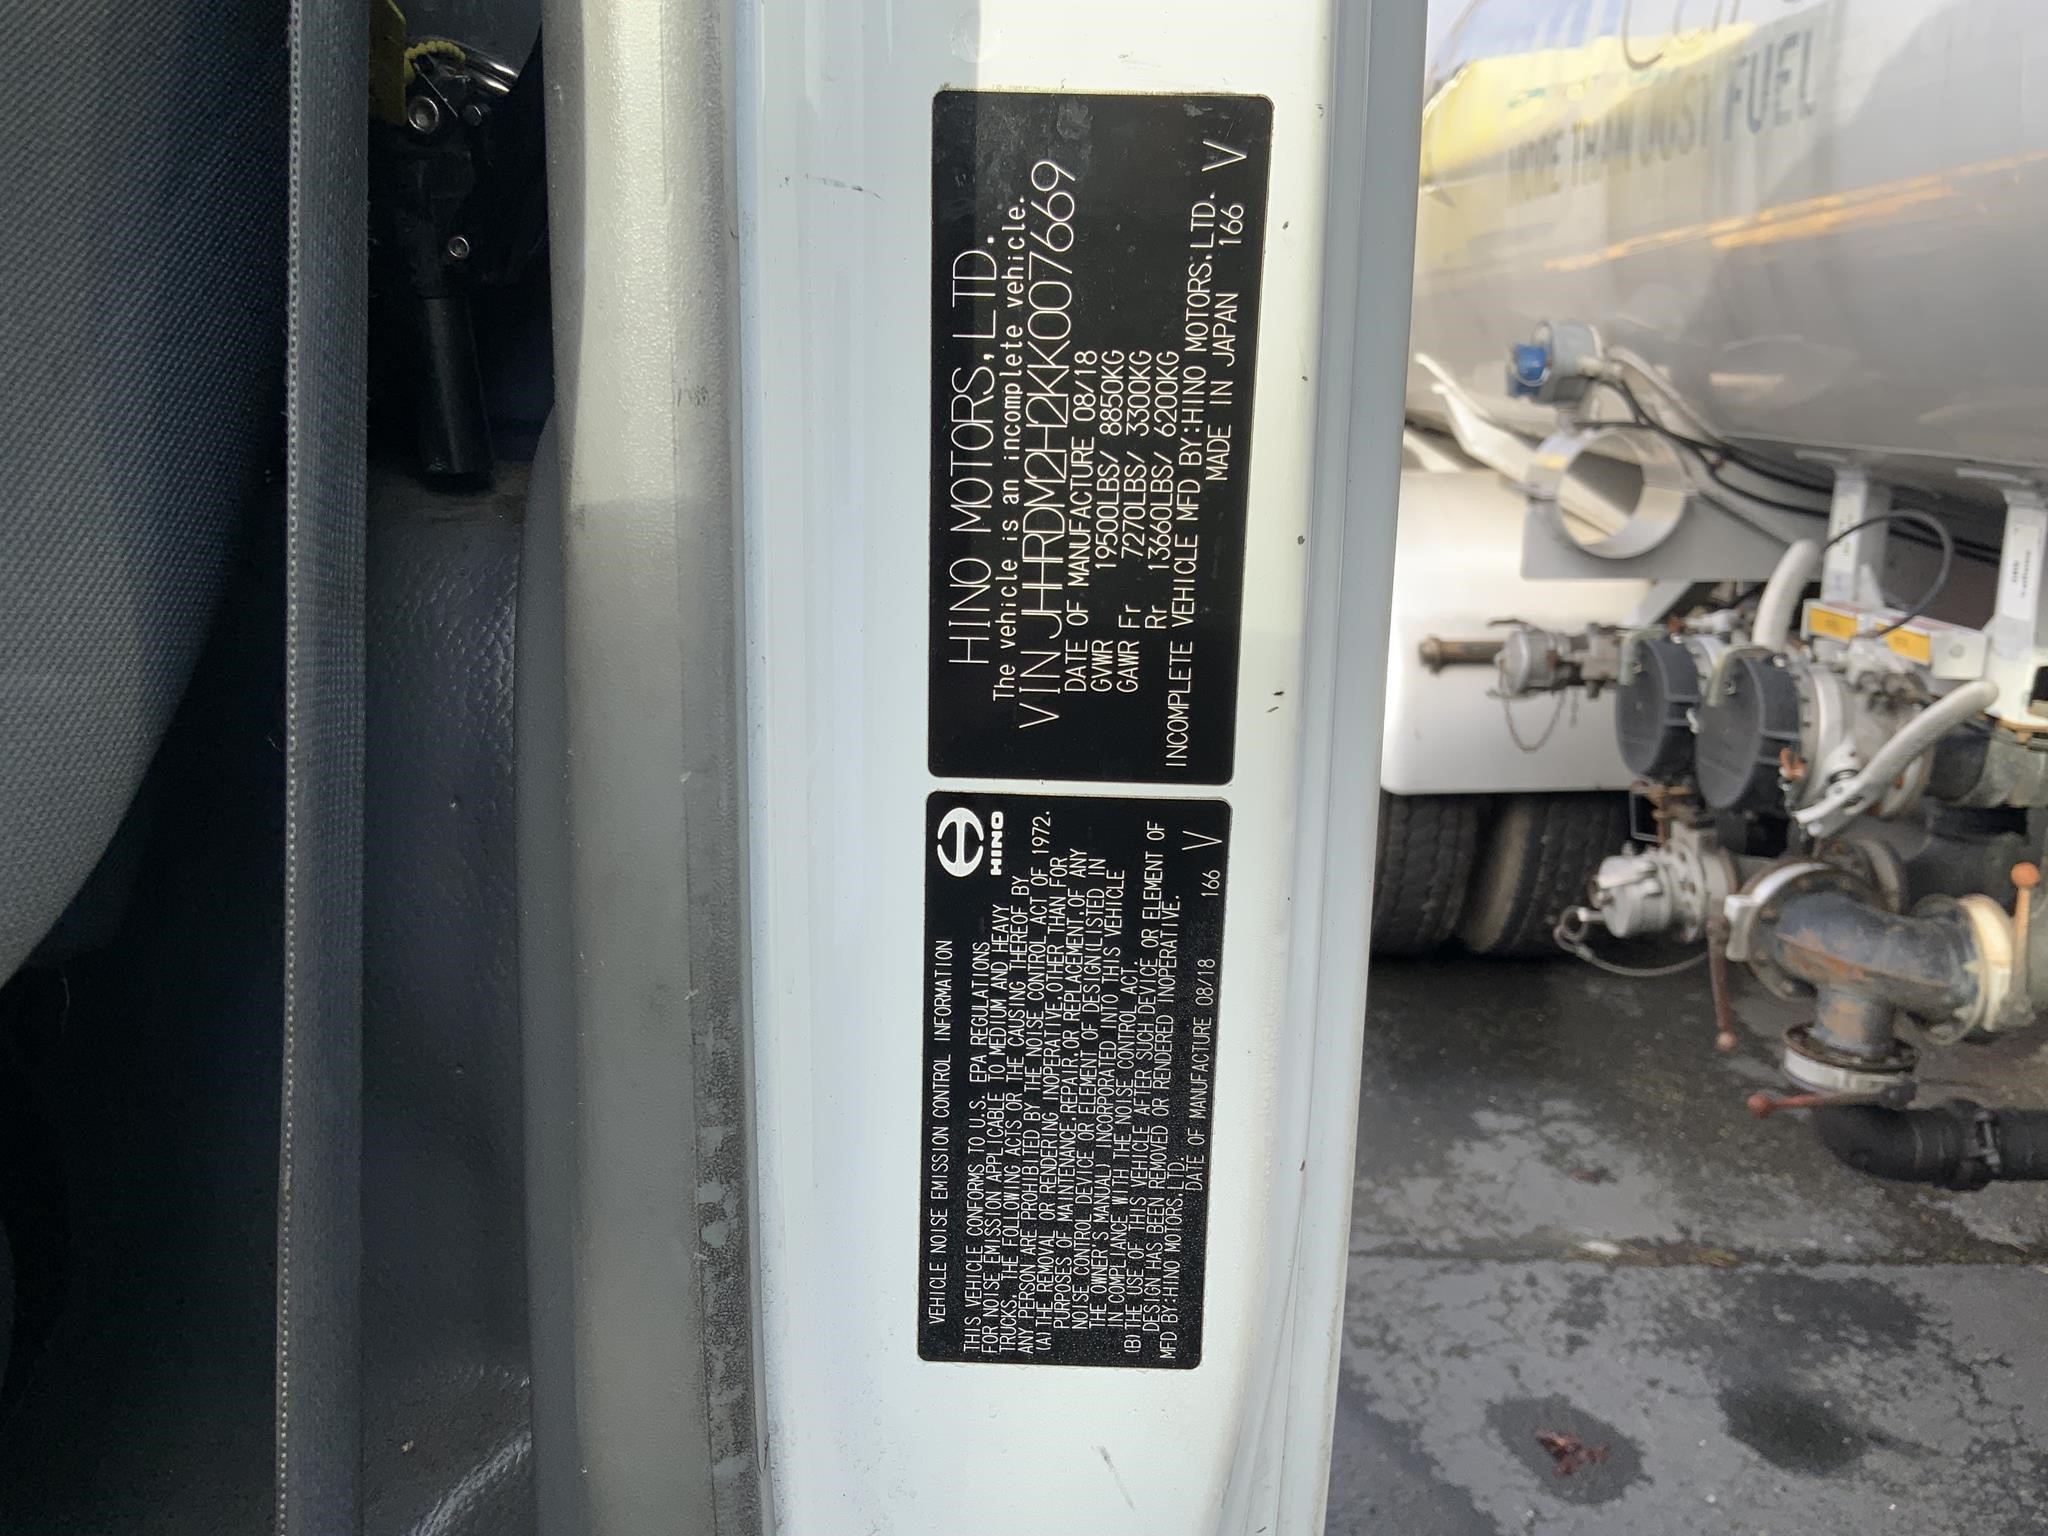 HINO MOTORS, LTD.
The vehicle is an incomplete vehicle.
VIN JHHRDM2H2KK007669
DATE OF MANUFACTURE 08/18
GVWR 19500LBS/ 8850KG
GAWR Fr 7270LBS/ 3300KG
Rr 13660LBS/ 6200KG
INCOMPLETE VEHICLE MFD BY:HINO MOTORS,LTD.
MADE IN JAPAN 166 V
HINO
VEHICLE NOISE EMISSION CONTROL INFORMATION
THIS VEHICLE CONFORMS TO U.S. EPA REGULATIONS
FOR NOISE EMISSION APPLICABLE TO MEDIUM AND HEAVY
TRUCKS. THE FOLLOWING ACTS OR THE CAUSING THEREOF BY
ANY PERSON ARE PROHIBITED BY THE NOISE CONTROL ACT OF 1972.
(A) THE REMOVAL OR RENDERING INOPERATIVE, OTHER THAN FOR
PURPOSES OF MAINTENANCE, REPAIR, OR REPLACEMENT, OF ANY
NOISE CONTROL DEVICE OR ELEMENT OF DESIGN(LISTED IN
THE OWNER'S MANUAL) INCORPORATED INTO THIS VEHICLE
IN COMPLIANCE WITH THE NOISE CONTROL ACT.
(B) THE USE OF THIS VEHICLE AFTER SUCH DEVICE OR ELEMENT OF
DESIGN HAS BEEN REMOVED OR RENDERED INOPERATIVE.
MFD BY:HINO MOTORS, LTD.
DATE OF MANUFACTURE 08/18 166 V
MORE THAN JUST FUEL